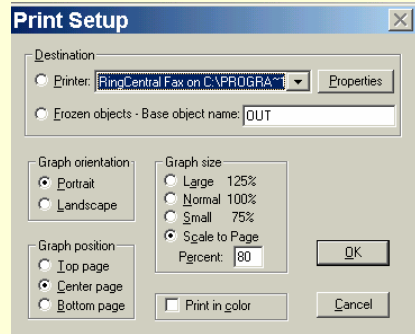 Print Setup
Destination
Printer: RingCentral Fax on C:\PROGRA~1 Properties
Frozen objects - Base object name: OUT
Graph orientation
Portrait
Landscape
Graph position
Top page
Center page
Bottom page
Graph size
Large 125%
Normal 100%
Small 75%
Scale to Page
Percent: 80
Print in color
OK
Cancel